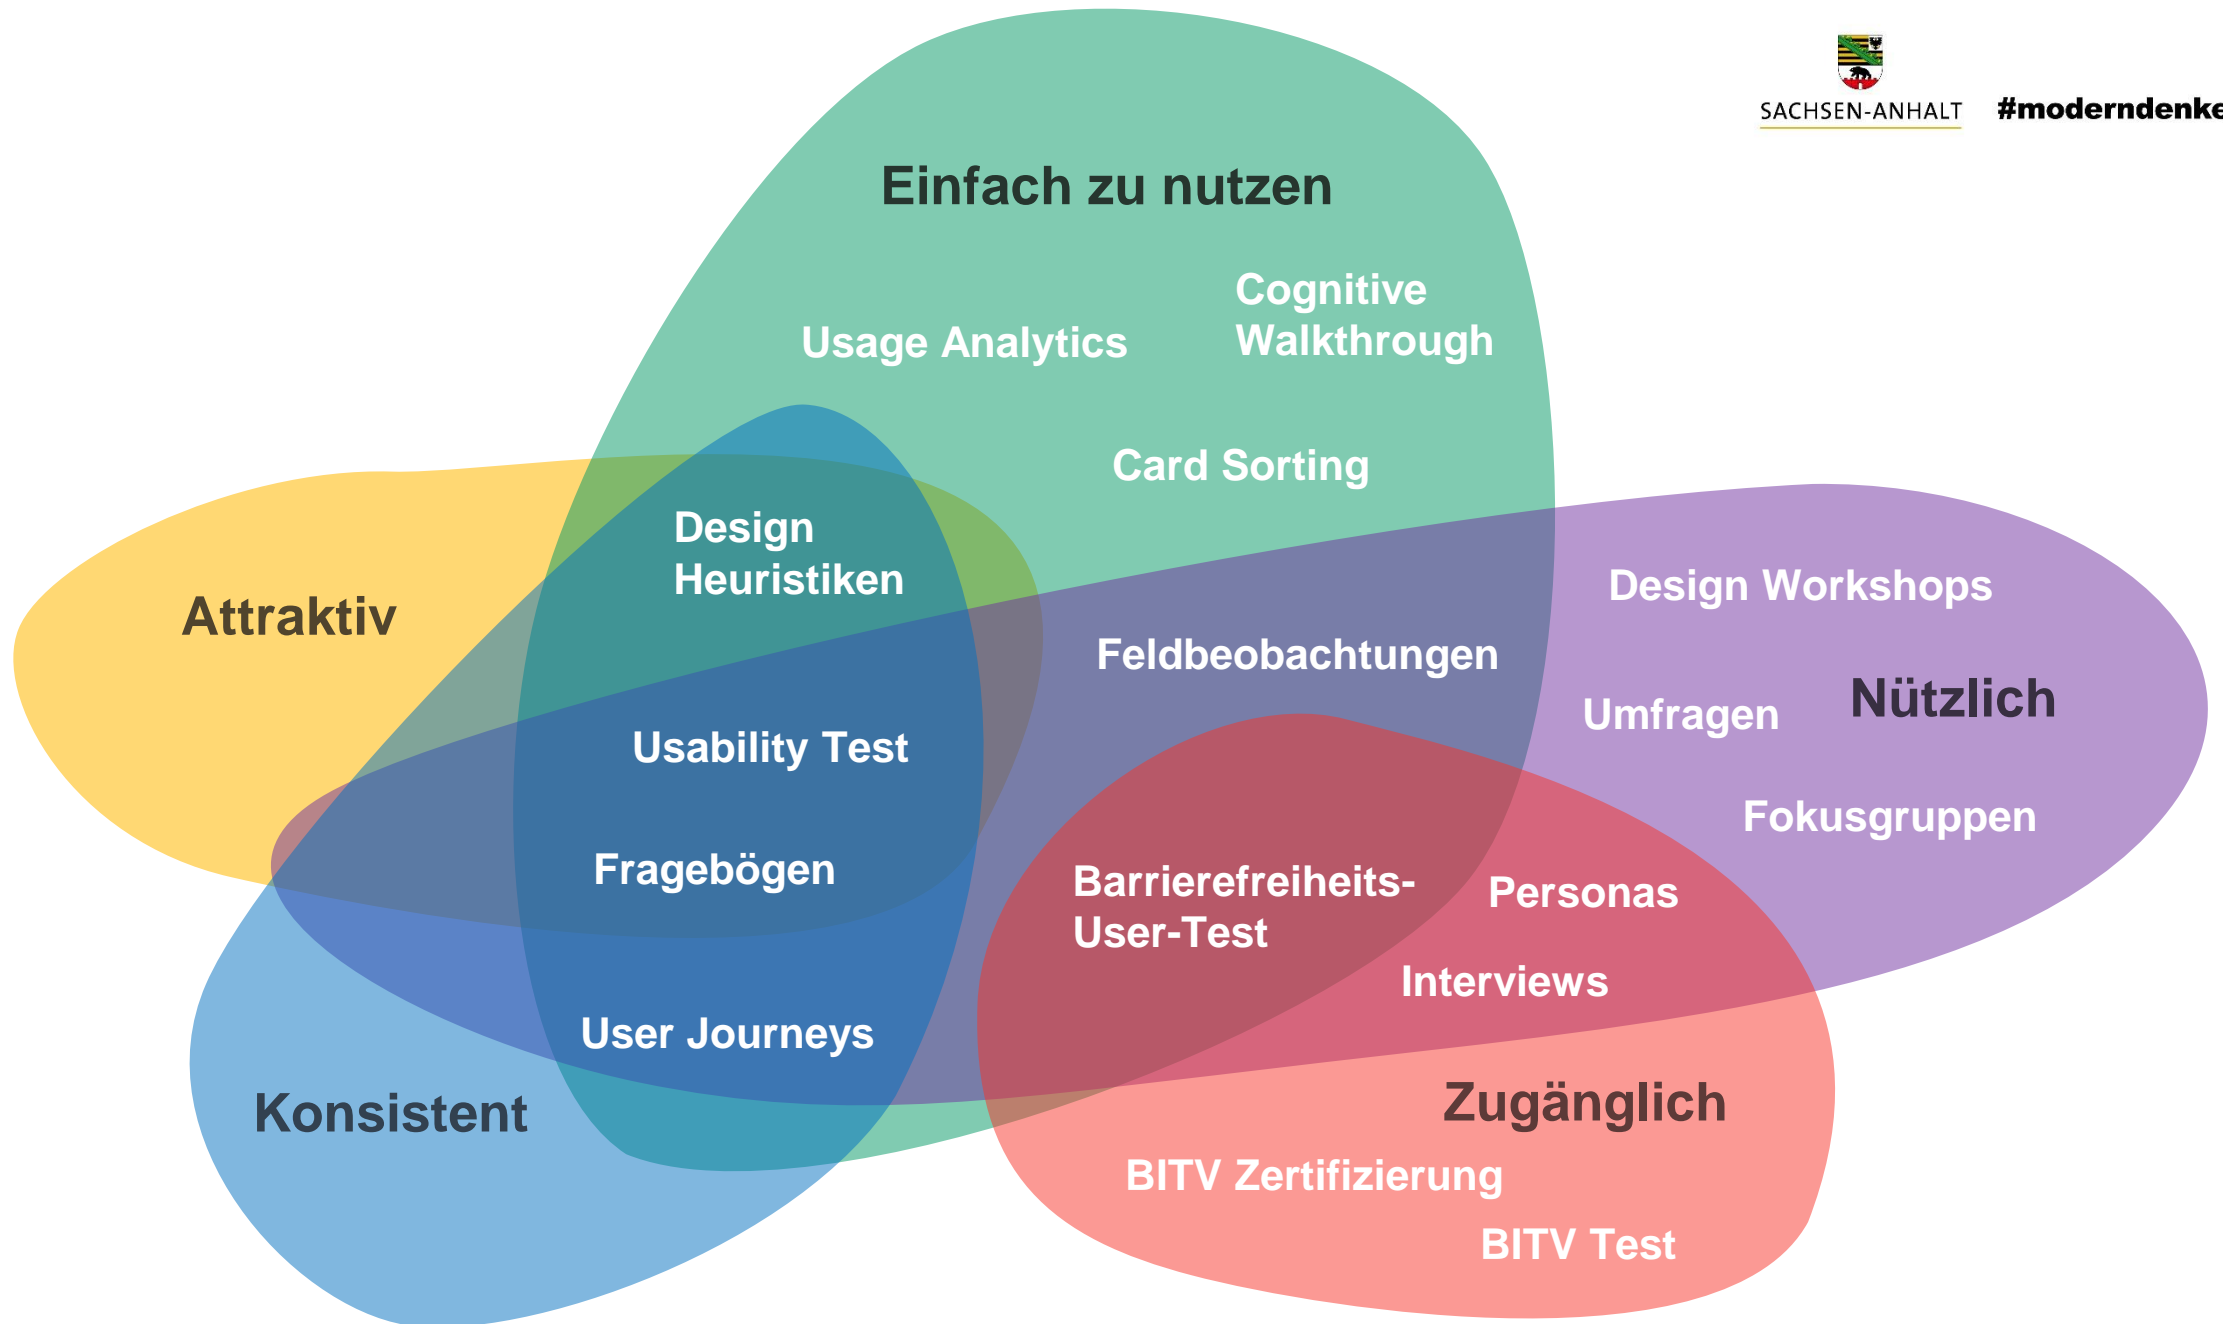 SACHSEN-ANHALT
#moderndenke
Einfach zu nutzen
Cognitive
Walkthrough
Usage Analytics
Card Sorting
Design
Heuristiken
Attraktiv
Design Workshops
Feldbeobachtungen
Nützlich
Umfragen
Usability Test
Fokusgruppen
Fragebögen
Barrierefreiheits-
User-Test
Personas
Interviews
User Journeys
Konsistent
Zugänglich
BITV Zertifizierung
BITV Test